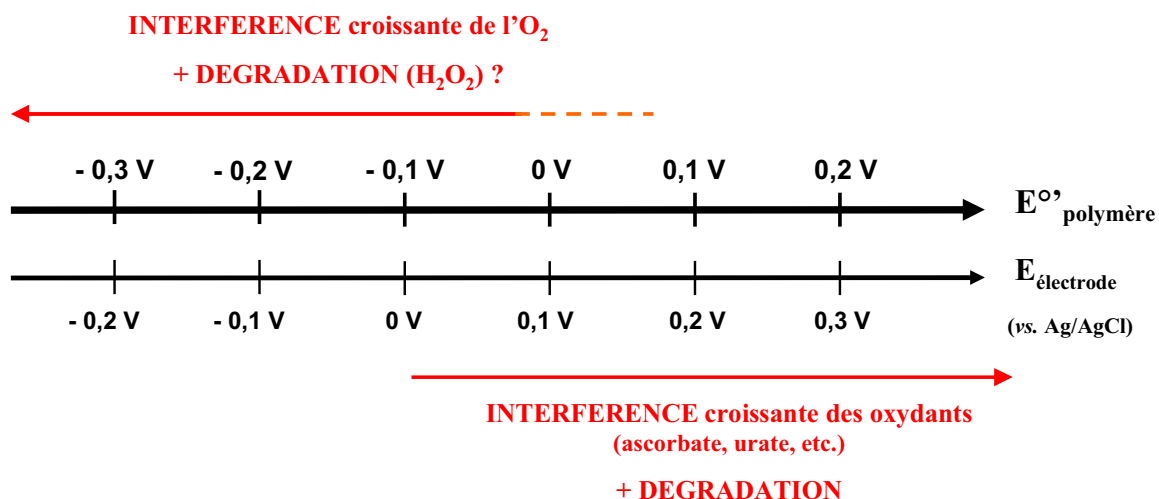 INTERFERENCE croissante de l’O₂
+ DEGRADATION (H₂O₂) ?
- 0,3 V - 0,2 V - 0,1 V 0 V 0,1 V 0,2 V
E°’polymère
E électrode
- 0,2 V - 0,1 V 0 V 0,1 V 0,2 V 0,3 V
(vs. Ag/AgCl)
INTERFERENCE croissante des oxydants
(ascorbate, urate, etc.)
+ DEGRADATION